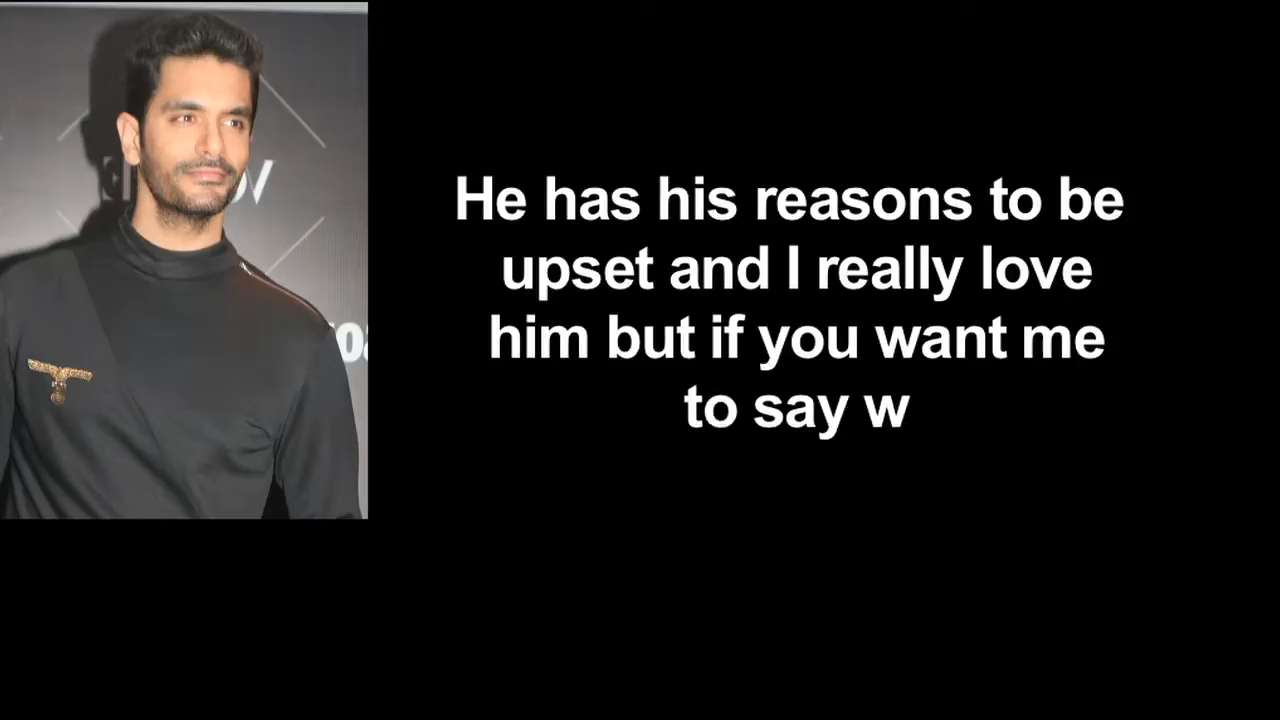 He has his reasons to be
upset and I really love
him but if you want me
to say w